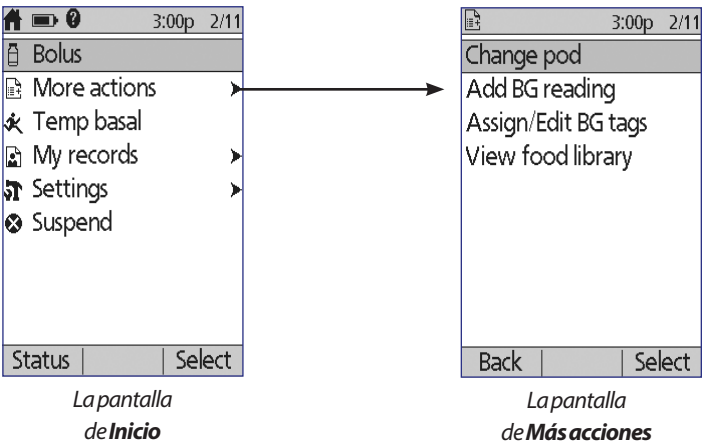 3:00p 2/11
Bolus
More actions
Temp basal
My records
Settings
Suspend
Status Select
La pantalla
de Inicio
3:00p 2/11
Change pod
Add BG reading
Assign/Edit BG tags
View food library
Back Select
La pantalla
de Más acciones